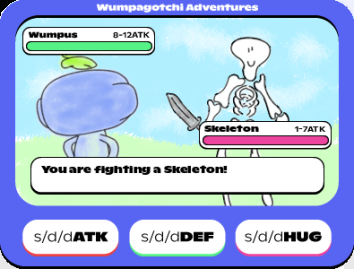 Wumpagotchi Adventures
Wumpus 8-12ATK
Skeleton 1-7ATK
You are fighting a Skeleton!
s/d/dATK s/d/dDEF s/d/dHUG